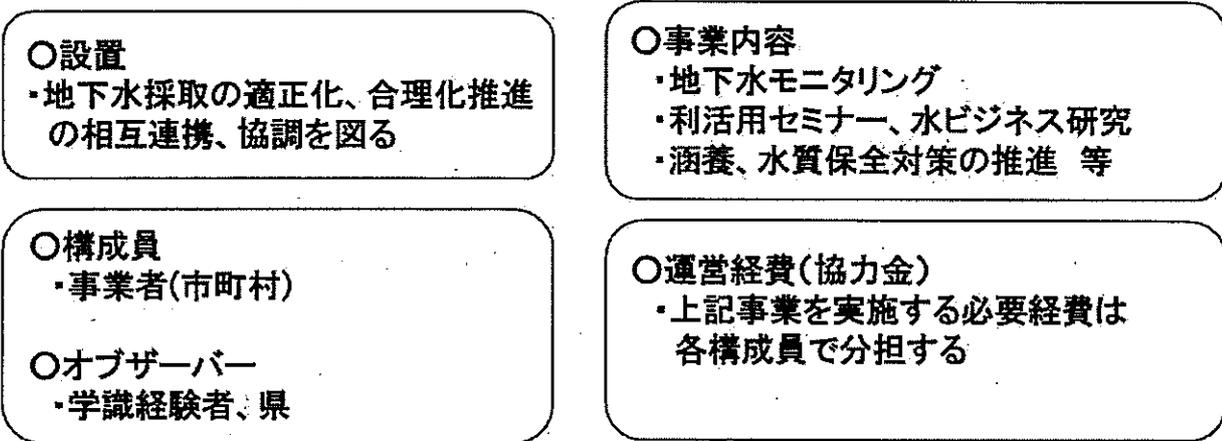 ○設置
・地下水採取の適正化、合理化推進
の相互連携、協調を図る
○構成員
・事業者(市町村)
○オブザーバー
・学識経験者、県
○事業内容
・地下水モニタリング
・利活用セミナー、水ビジネス研究
・涵養、水質保全対策の推進 等
○運営経費(協力金)
・上記事業を実施する必要経費は
各構成員で分担する